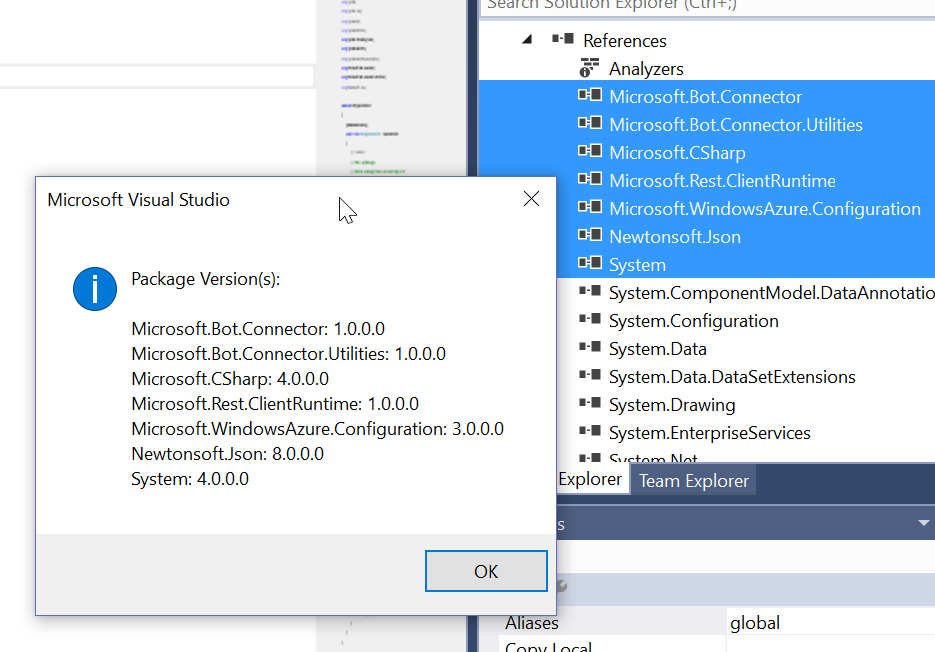 Search Solution Explorer (Ctrl+;)
References
Analyzers
Microsoft.Bot.Connector
Microsoft.Bot.Connector.Utilities
Microsoft.CSharp
Microsoft.Rest.ClientRuntime
Microsoft.WindowsAzure.Configuration
Newtonsoft.Json
System
System.ComponentModel.DataAnnotatio
System.Configuration
System.Data
System.Data.DataSetExtensions
System.Drawing
System.EnterpriseServices
System.Net
Explorer
Team Explorer
s
Aliases global
Copy Local
Microsoft Visual Studio
Package Version(s):
Microsoft.Bot.Connector: 1.0.0.0
Microsoft.Bot.Connector.Utilities: 1.0.0.0
Microsoft.CSharp: 4.0.0.0
Microsoft.Rest.ClientRuntime: 1.0.0.0
Microsoft.WindowsAzure.Configuration: 3.0.0.0
Newtonsoft.Json: 8.0.0.0
System: 4.0.0.0
OK